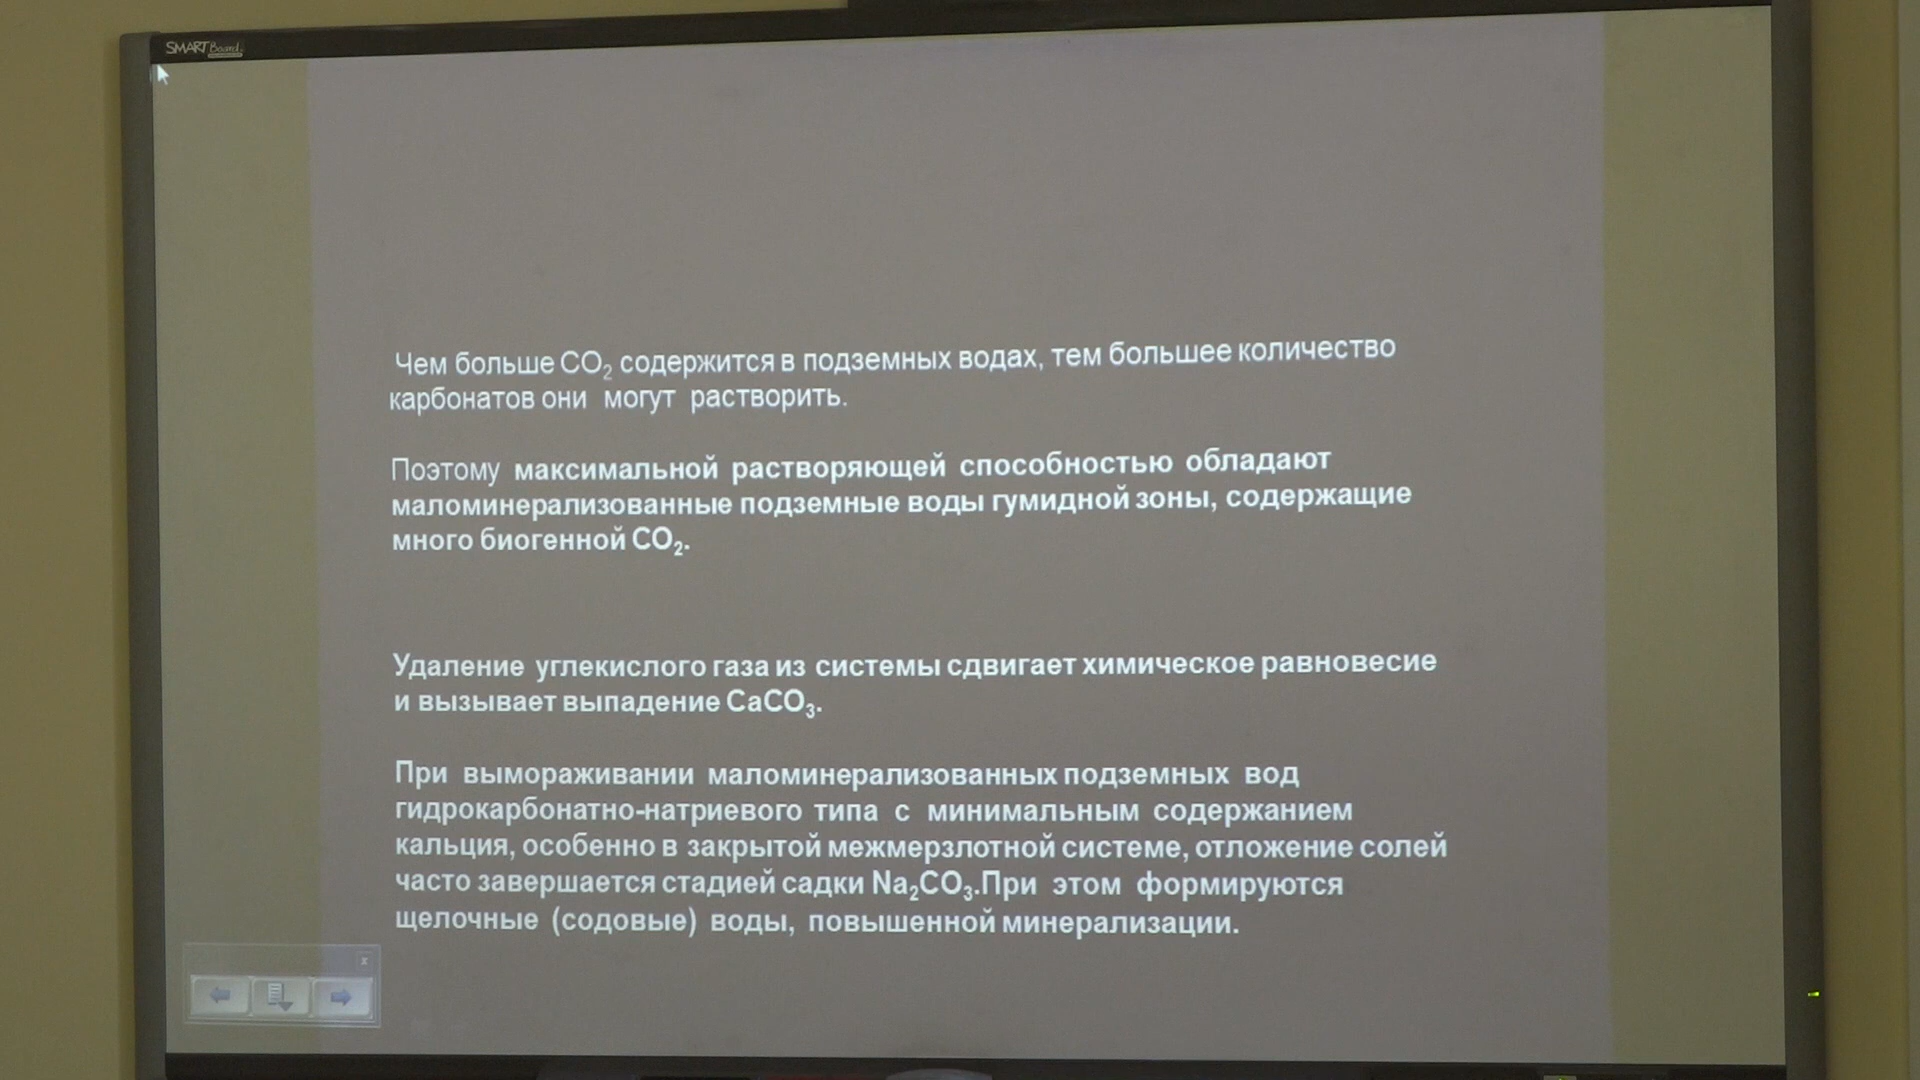 SMART Board
Чем больше CO₂ содержится в подземных водах, тем большее количество
карбонатов они могут растворить.
Поэтому максимальной растворяющей способностью обладают
маломинерализованные подземные воды гумидной зоны, содержащие
много биогенной CO₂.
Удаление углекислого газа из системы сдвигает химическое равновесие
и вызывает выпадение CaCO₃.
При вымораживании маломинерализованных подземных вод
гидрокарбонатно-натриевого типа с минимальным содержанием
кальция, особенно в закрытой межмерзлотной системе, отложение солей
часто завершается стадией садки Na₂CO₃.При этом формируются
щелочные (содовые) воды, повышенной минерализации.